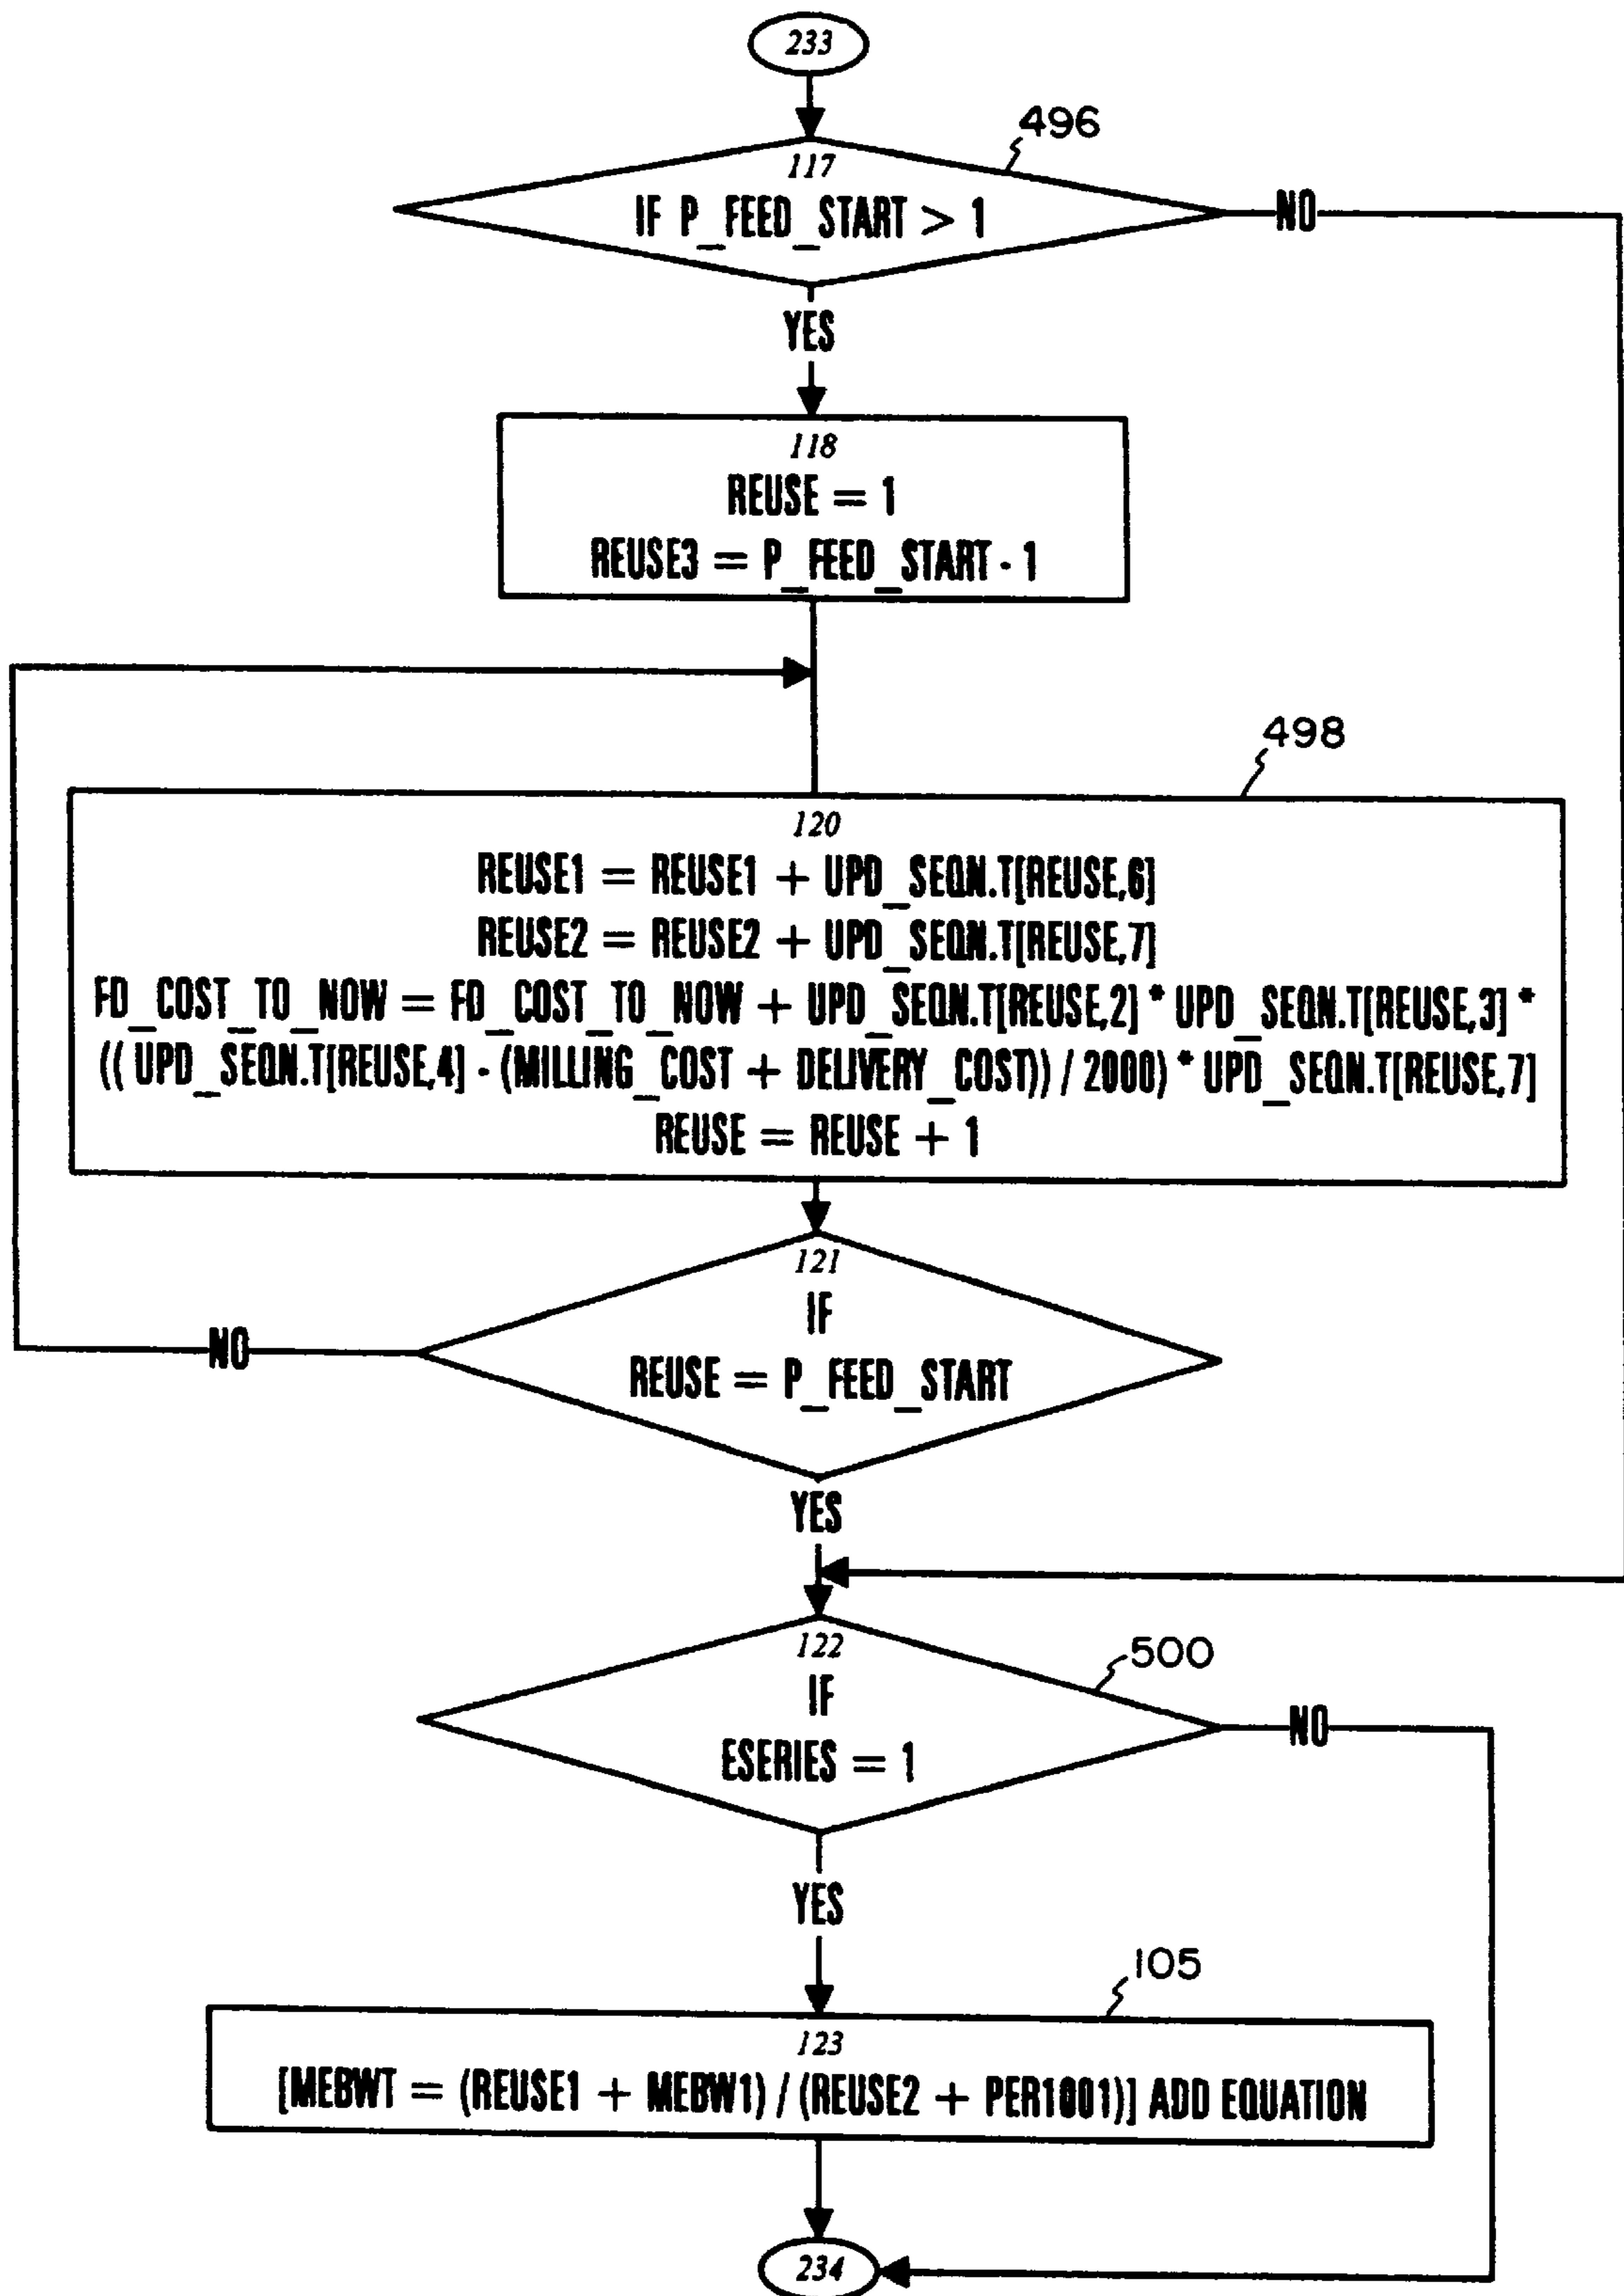 233
496
117
IF P_FEED_START > 1
NO
YES
118
REUSE = 1
REUSE3 = P_FEED_START - 1
498
120
REUSE1 = REUSE1 + UPD_SEQN.T[REUSE,6]
REUSE2 = REUSE2 + UPD_SEQN.T[REUSE,7]
FD_COST_TO_NOW = FD_COST_TO_NOW + UPD_SEQN.T[REUSE,2] * UPD_SEQN.T[REUSE,3] *
(( UPD_SEQN.T[REUSE,4] - (MILLING_COST + DELIVERY_COST)) / 2000) * UPD_SEQN.T[REUSE,7]
REUSE = REUSE + 1
121
IF
NO
REUSE = P_FEED_START
YES
122
500
IF
NO
ESERIES = 1
YES
105
123
[MEBWT = (REUSE1 + MEBW1) / (REUSE2 + PER1001)] ADD EQUATION
234